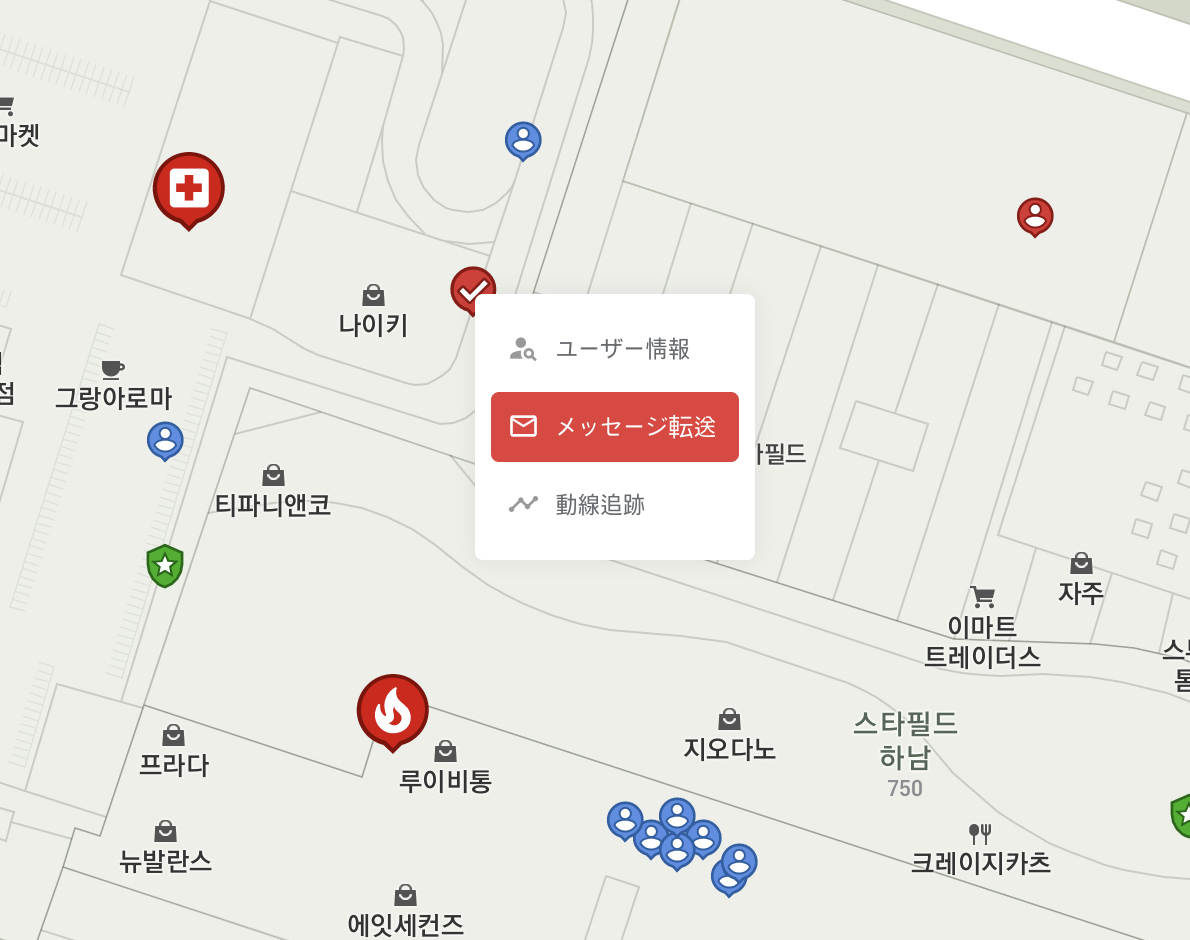 마켓
나이키
그랑아로마
점
티파니앤코
ユーザー情報
メッセージ転送
動線追跡
필드
자주
이마트
트레이더스
스타필드
하남
750
지오다노
프라다
루이비통
뉴발란스
크레이지카츠
에잇세컨즈